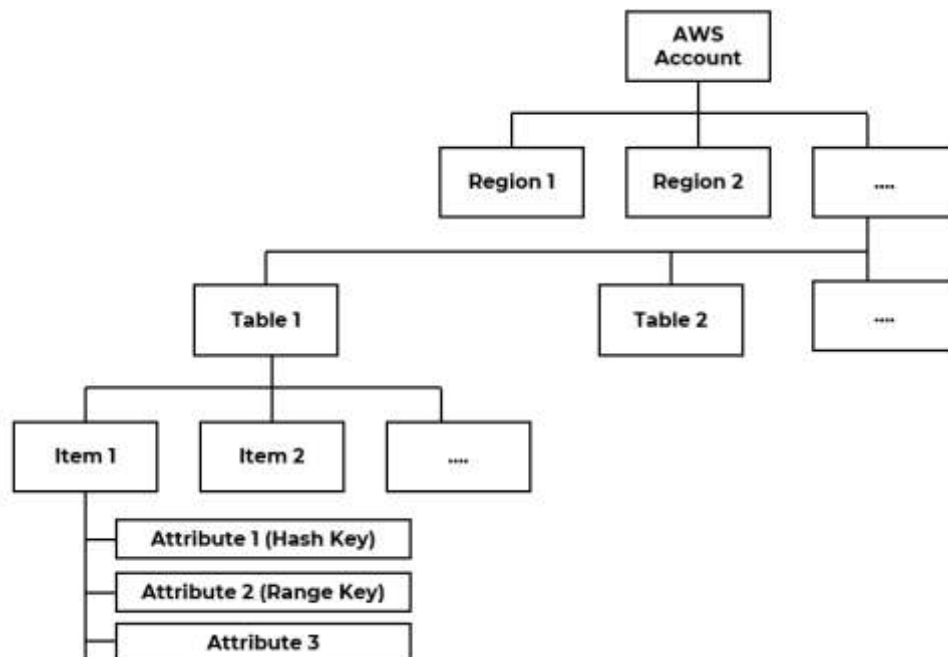 AWS
Account
Region 1
Region 2
....
Table 1
Table 2
....
Item 1
Item 2
....
Attribute 1 (Hash Key)
Attribute 2 (Range Key)
Attribute 3